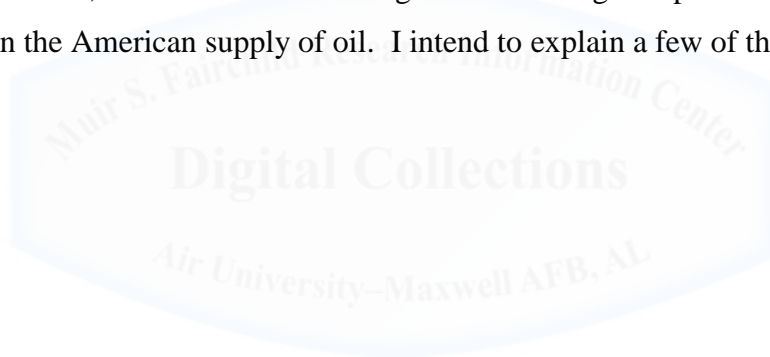 n the American supply of oil.  I intend to explain a few of th
Muir S. Fairchild Research Information Center
Digital Collections
Air University–Maxwell AFB, AL